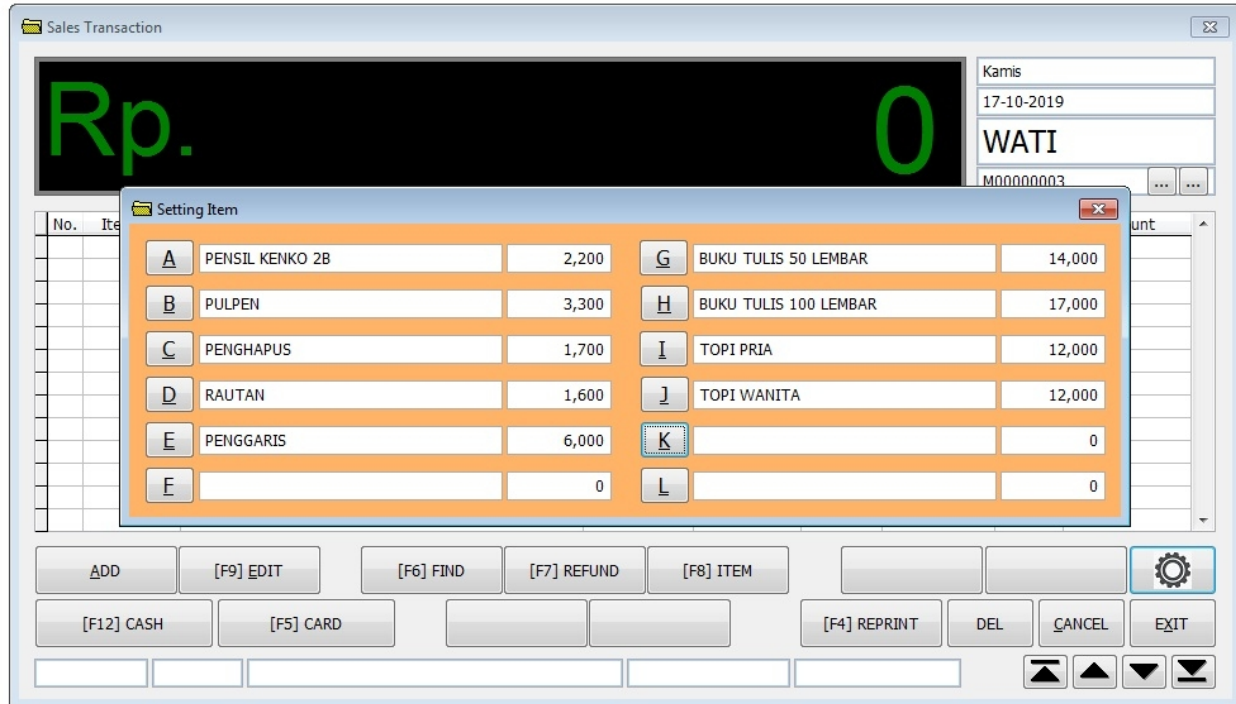 Sales Transaction
Rp. 0
Kamis
17-10-2019
WATI
M00000003 ... ...
Setting Item
No. Ite unt
A PENSIL KENKO 2B 2,200 G BUKU TULIS 50 LEMBAR 14,000
B PULPEN 3,300 H BUKU TULIS 100 LEMBAR 17,000
C PENGHAPUS 1,700 I TOPI PRIA 12,000
D RAUTAN 1,600 J TOPI WANITA 12,000
E PENGGARIS 6,000 K 0
F 0 L 0
ADD [F9] EDIT [F6] FIND [F7] REFUND [F8] ITEM
[F12] CASH [F5] CARD [F4] REPRINT DEL CANCEL EXIT